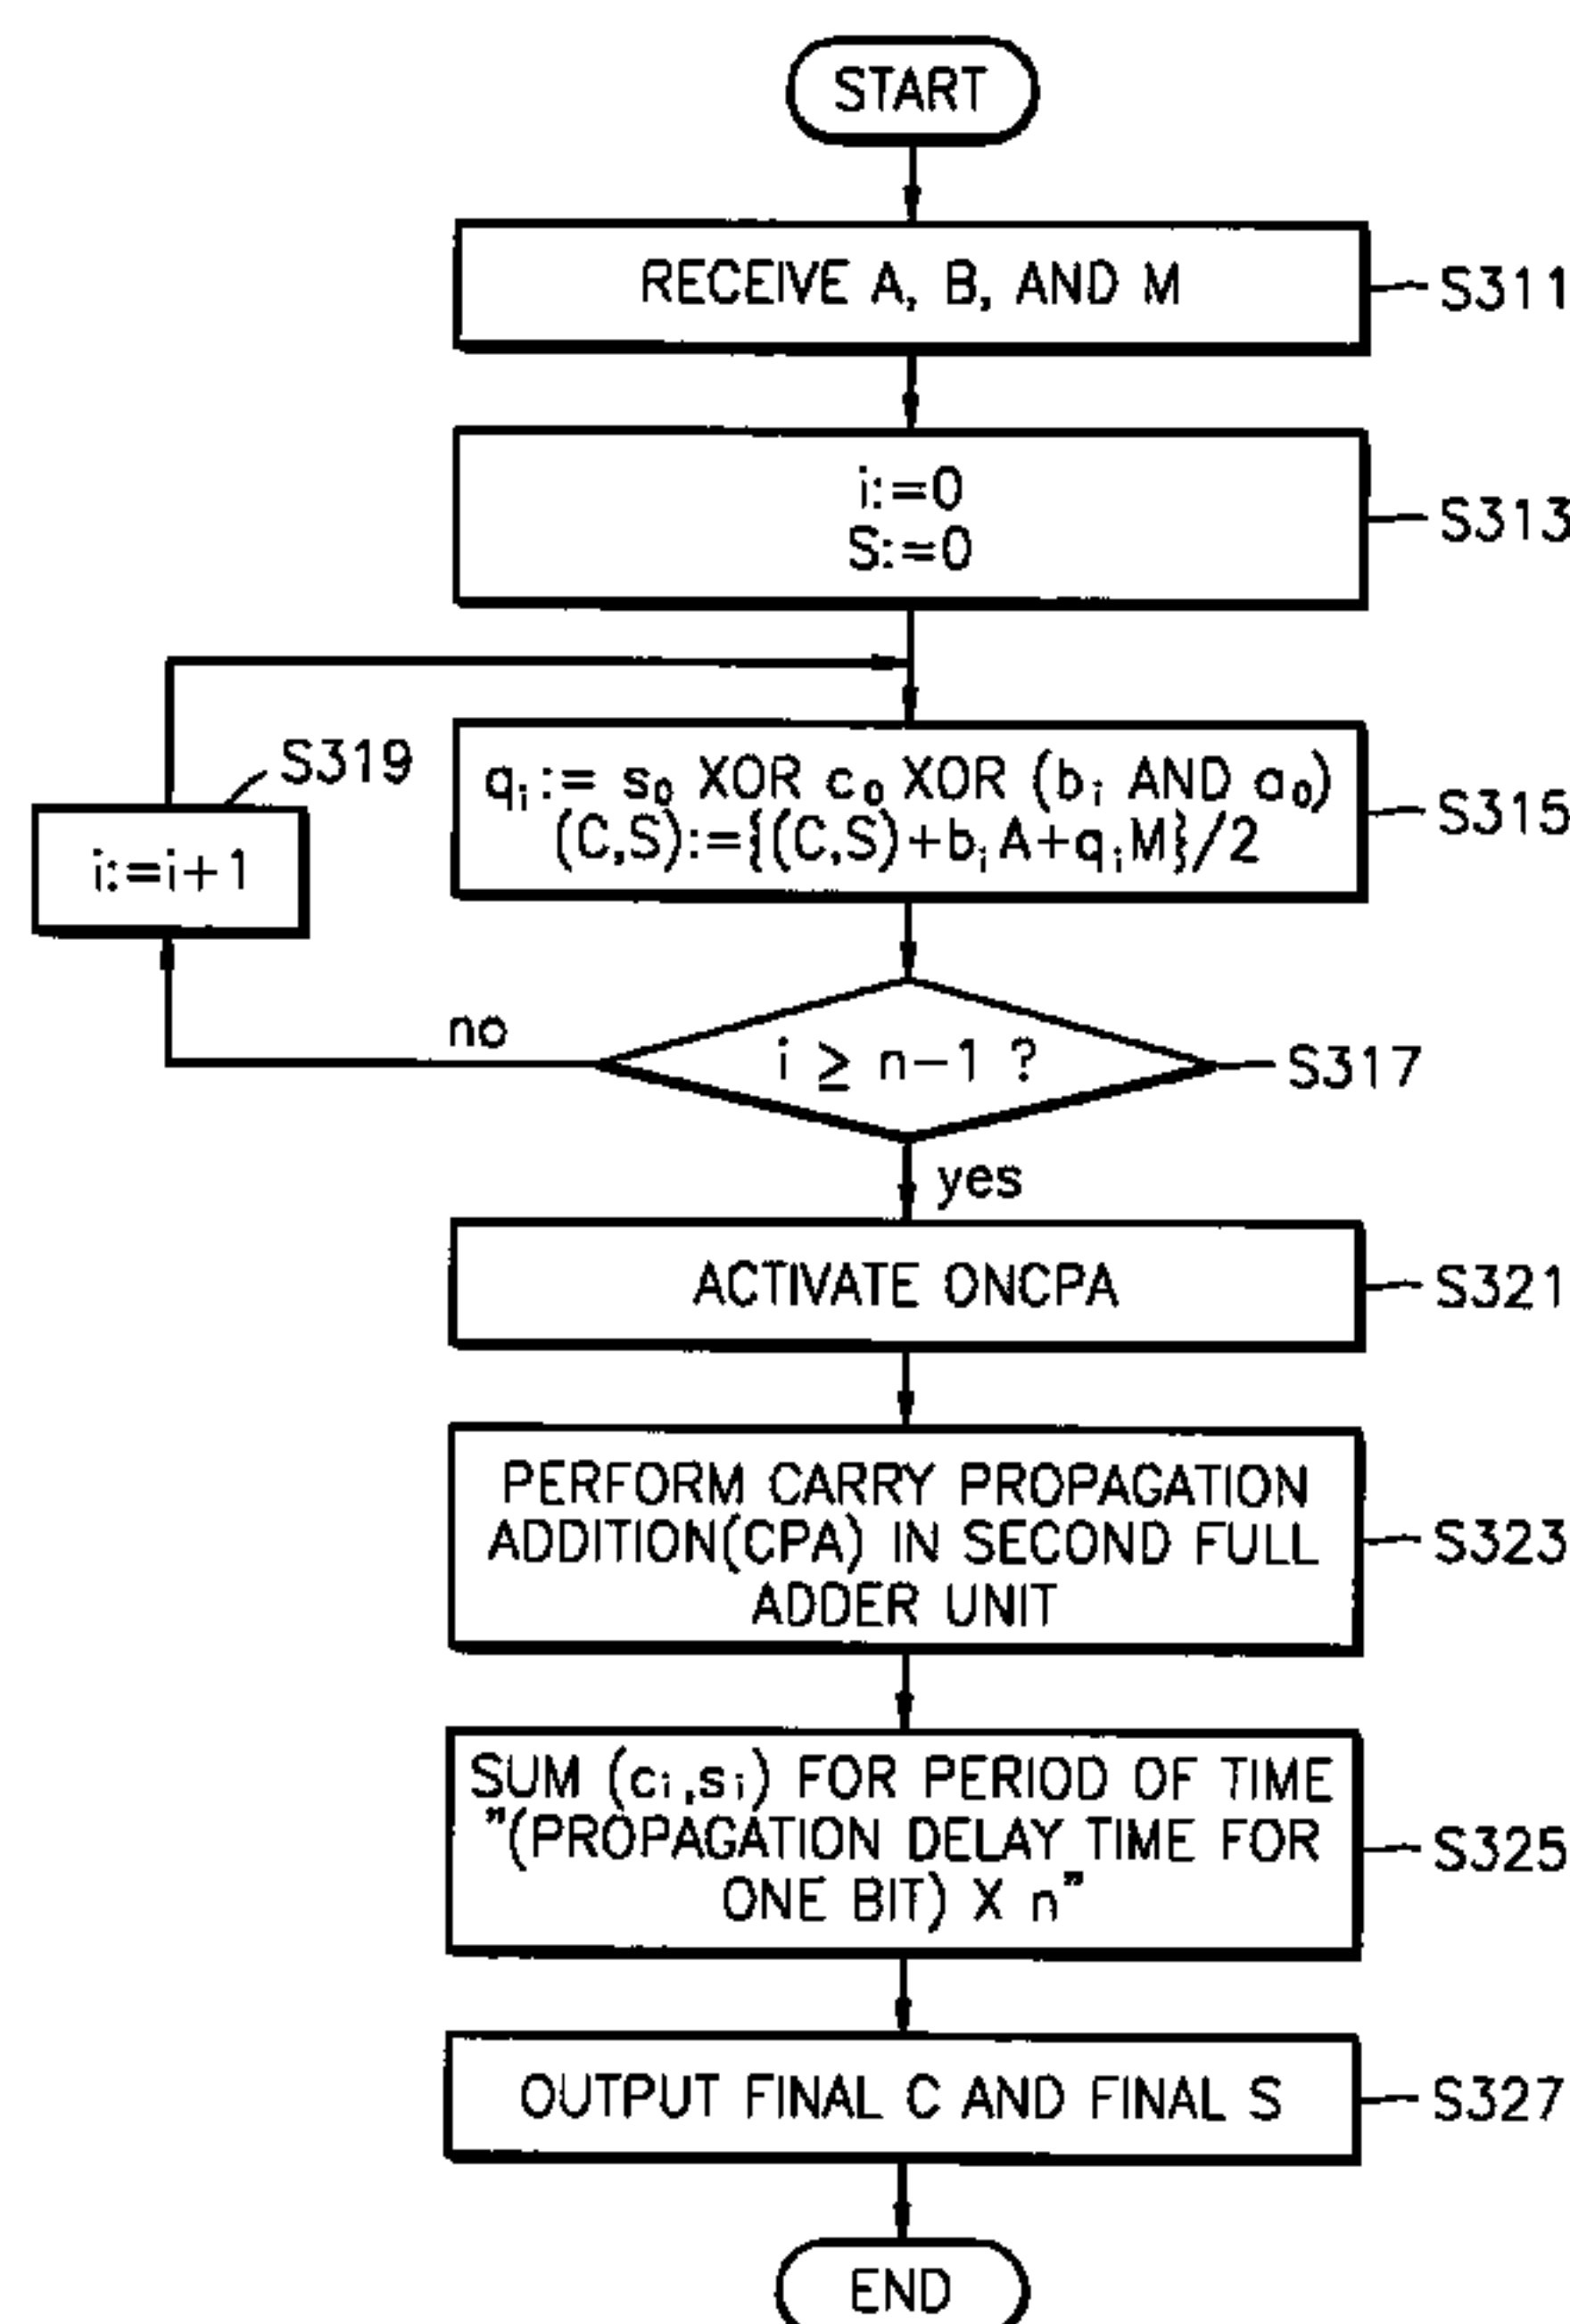 START
RECEIVE A, B, AND M
S311
i:=0
S:=0
S313
S319
i:=i+1
qᵢ := s₀ XOR c₀ XOR (bᵢ AND a₀)
(C,S):={(C,S)+bᵢA+qᵢM}/2
S315
no
i ≥ n-1 ?
S317
yes
ACTIVATE ONCPA
S321
PERFORM CARRY PROPAGATION
ADDITION(CPA) IN SECOND FULL
ADDER UNIT
S323
SUM (cᵢ,sᵢ) FOR PERIOD OF TIME
"(PROPAGATION DELAY TIME FOR
ONE BIT) X n"
S325
OUTPUT FINAL C AND FINAL S
S327
END